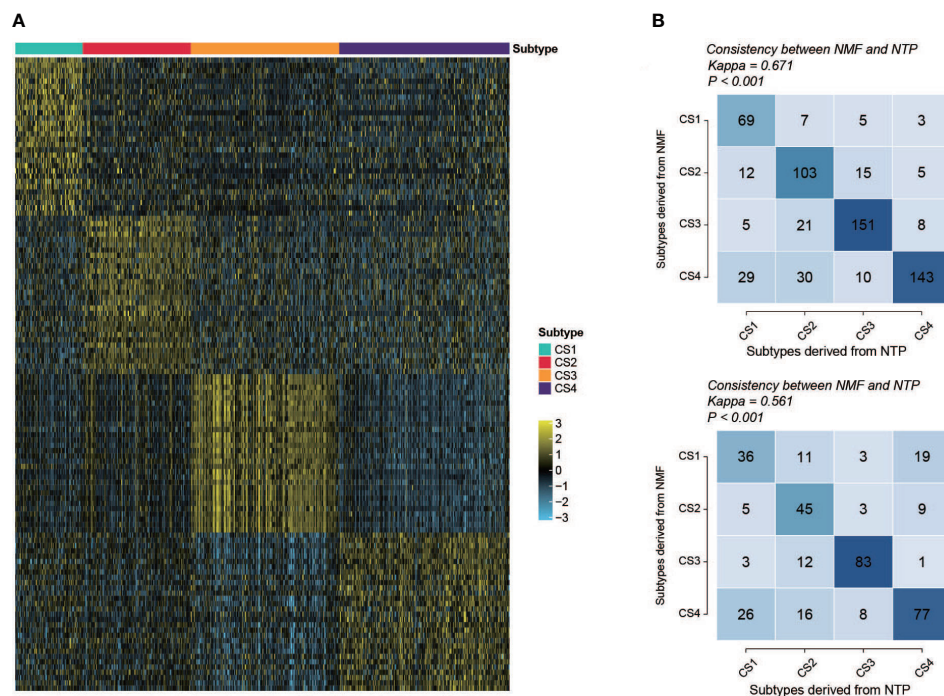 A
B
Subtype
Subtype
CS1
CS2
CS3
CS4
3
2
1
0
−1
−2
−3
Consistency between NMF and NTP
Kappa = 0.671
P < 0.001
Subtypes derived from NMF
CS1
69 7 5 3
CS2
12 103 15 5
CS3
5 21 151 8
CS4
29 30 10 143
CS1 CS2 CS3 CS4
Subtypes derived from NTP
Consistency between NMF and NTP
Kappa = 0.561
P < 0.001
Subtypes derived from NMF
CS1
36 11 3 19
CS2
5 45 3 9
CS3
3 12 83 1
CS4
26 16 8 77
CS1 CS2 CS3 CS4
Subtypes derived from NTP